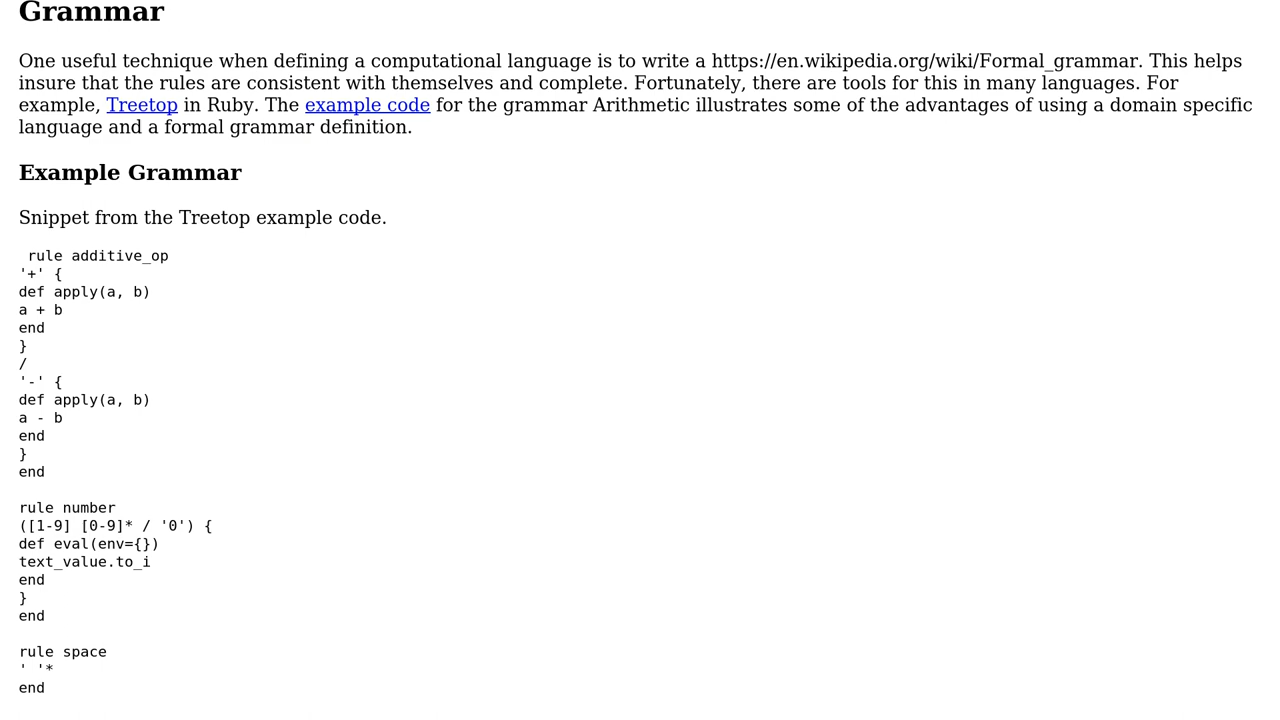 Grammar
One useful technique when defining a computational language is to write a https://en.wikipedia.org/wiki/Formal_grammar. This helps
insure that the rules are consistent with themselves and complete. Fortunately, there are tools for this in many languages. For
example, Treetop in Ruby. The example code for the grammar Arithmetic illustrates some of the advantages of using a domain specific
language and a formal grammar definition.
Example Grammar
Snippet from the Treetop example code.
rule additive_op
'+' {
def apply(a, b)
a + b
end
}
/
'-' {
def apply(a, b)
a - b
end
}
end
rule number
([1-9] [0-9]* / '0') {
def eval(env={})
text_value.to_i
end
}
end
rule space
' '*
end